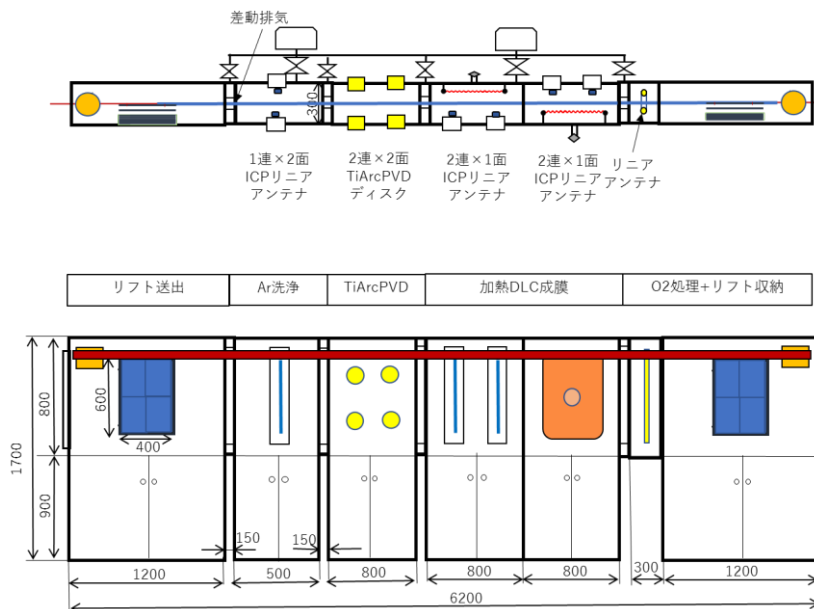 差動排気
300
1連×2面
ICPリニア
アンテナ
2連×2面
TiArcPVD
ディスク
2連×1面
ICPリニア
アンテナ
2連×1面
ICPリニア
アンテナ
リニア
アンテナ
リフト送出
Ar洗浄
TiArcPVD
加熱DLC成膜
O2処理+リフト収納
1700
800
600
400
900
150
150
1200
500
800
800
800
300
1200
6200